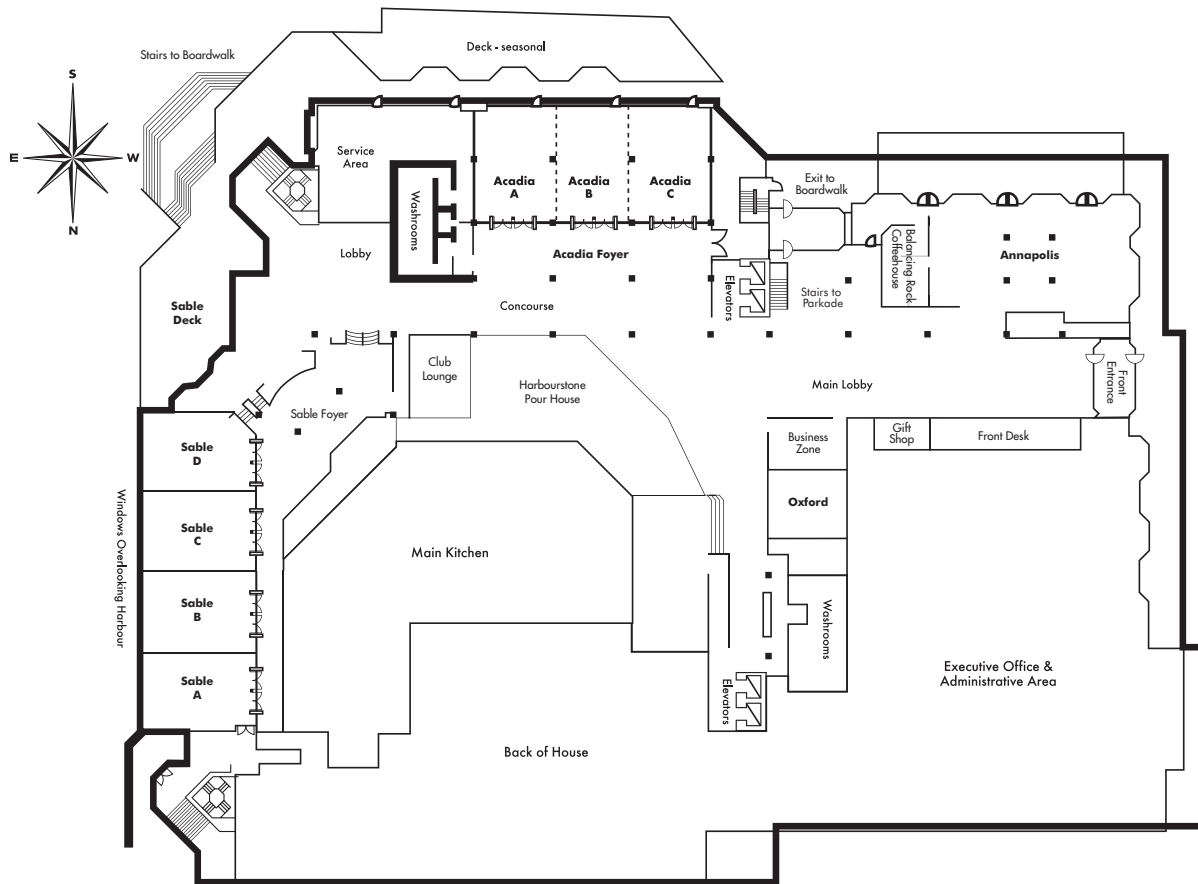 Deck - seasonal
Stairs to Boardwalk
S
E
W
N
Service
Area
Washrooms
Acadia
A
Acadia
B
Acadia
C
Exit to
Boardwalk
Lobby
Acadia Foyer
Elevators
Balancing Rock
Coffeehouse
Annapolis
Stairs to
Parkade
Sable
Deck
Concourse
Club
Lounge
Harbourstone
Pour House
Main Lobby
Front
Entrance
Sable Foyer
Business
Zone
Gift
Shop
Front Desk
Sable
D
Windows Overlooking Harbour
Sable
C
Oxford
Main Kitchen
Sable
B
Washrooms
Sable
A
Elevators
Executive Office &
Administrative Area
Back of House